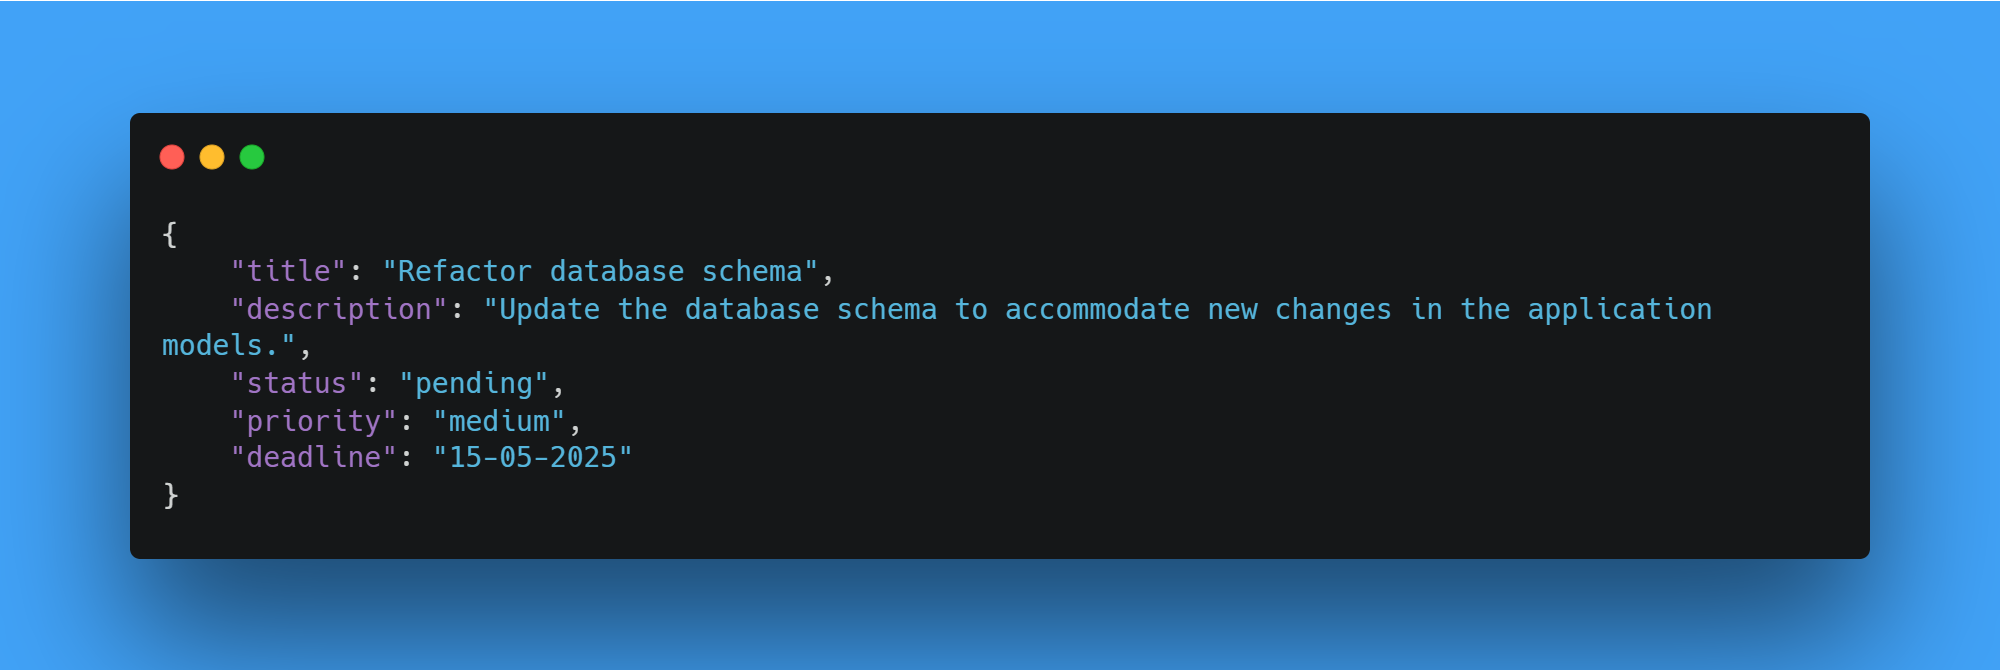 {
    "title": "Refactor database schema",
    "description": "Update the database schema to accommodate new changes in the application
models.",
    "status": "pending",
    "priority": "medium",
    "deadline": "15-05-2025"
}